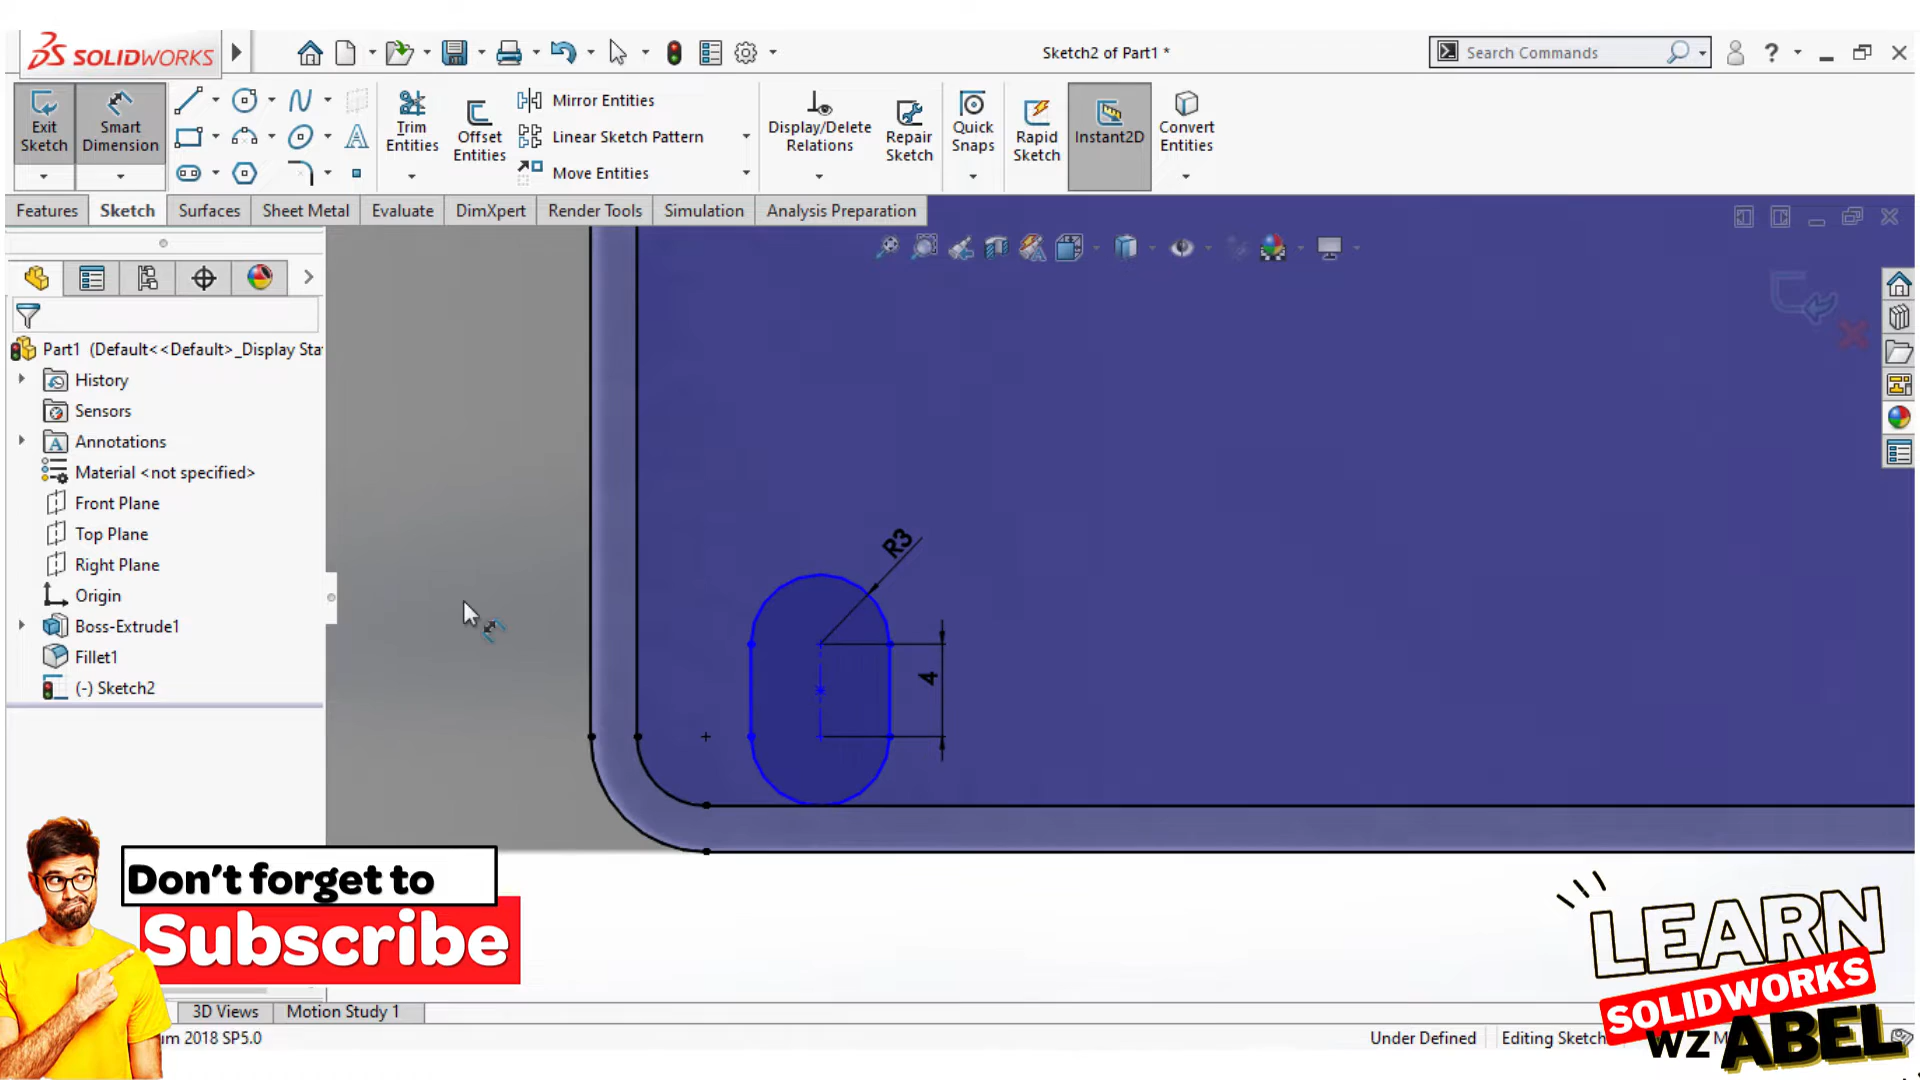 SOLIDWORKS
Sketch2 of Part1 *
Search Commands
?
Exit
Sketch
Smart
Dimension
Trim
Entities
Offset
Entities
Mirror Entities
Linear Sketch Pattern
Move Entities
Display/Delete
Relations
Repair
Sketch
Quick
Snaps
Rapid
Sketch
Instant2D
Convert
Entities
Features
Sketch
Surfaces
Sheet Metal
Evaluate
DimXpert
Render Tools
Simulation
Analysis Preparation
Part1 (Default<<Default>_Display Sta
History
Sensors
Annotations
Material <not specified>
Front Plane
Top Plane
Right Plane
Origin
Boss-Extrude1
Fillet1
(-) Sketch2
R3
4
Don't forget to
Subscribe
LEARN
SOLIDWORKS
WZ ABEL
3D Views
Motion Study 1
2018 SP5.0
Under Defined
Editing Sketch